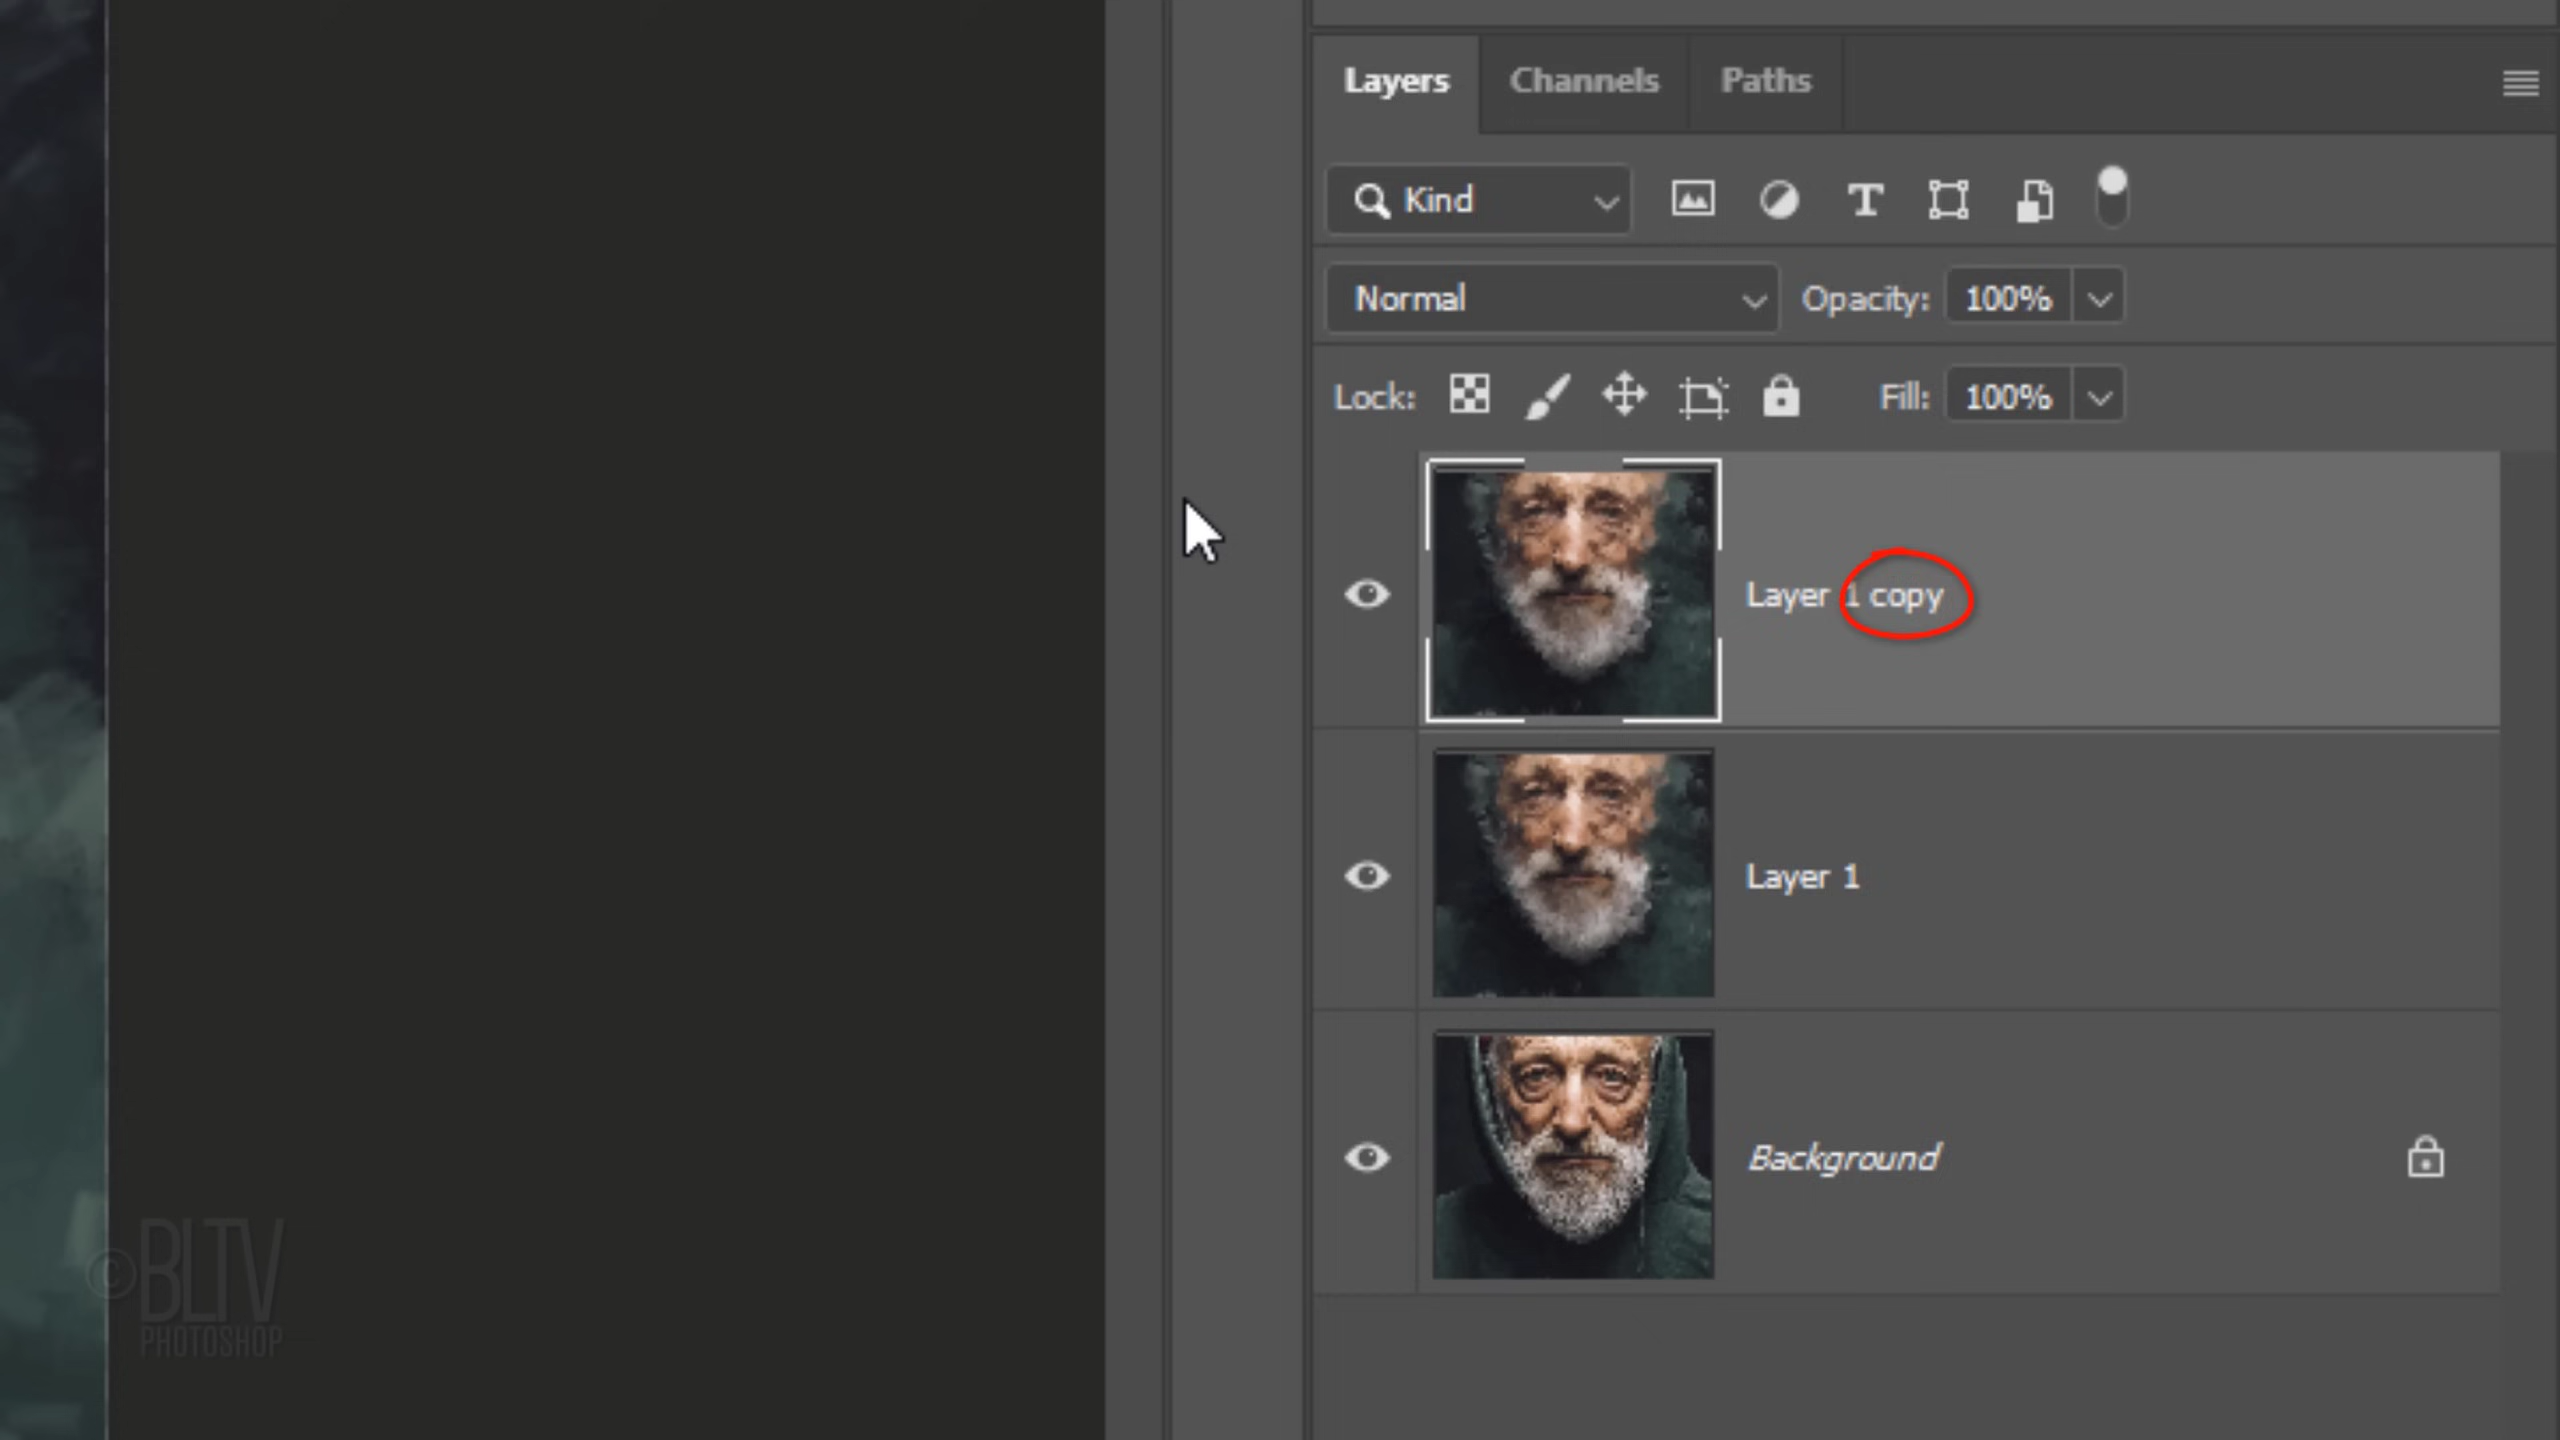 Layers Channels Paths
Kind
Normal Opacity: 100%
Lock: Fill: 100%
Layer 1 copy
Layer 1
Background
©BLTV
PHOTOSHOP